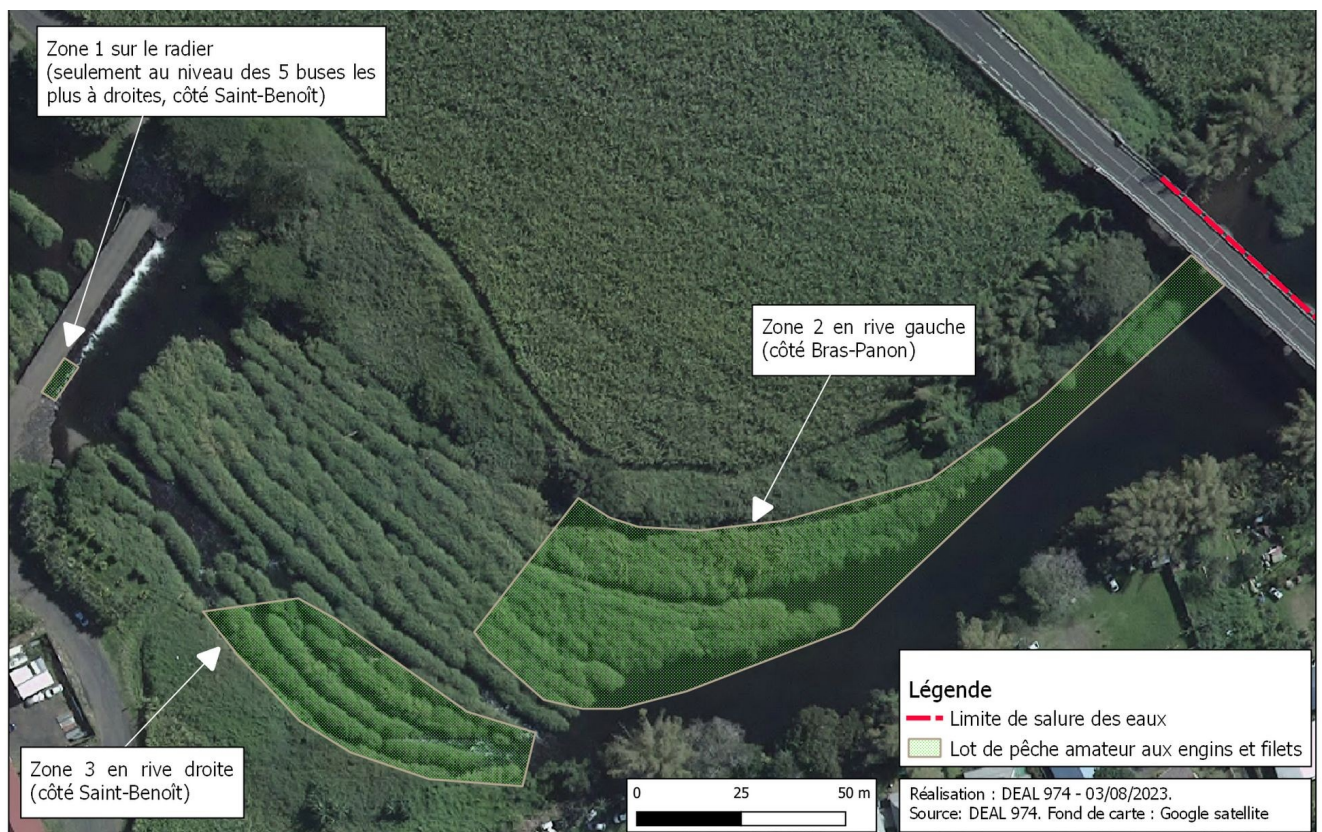 Zone 1 sur le radier
(seulement au niveau des 5 buses les
plus à droites, côté Saint-Benoît)
Zone 2 en rive gauche
(côté Bras-Panon)
Zone 3 en rive droite
(côté Saint-Benoît)
0 25 50 m
Légende
Limite de salure des eaux
Lot de pêche amateur aux engins et filets
Réalisation : DEAL 974 - 03/08/2023.
Source: DEAL 974. Fond de carte : Google satellite